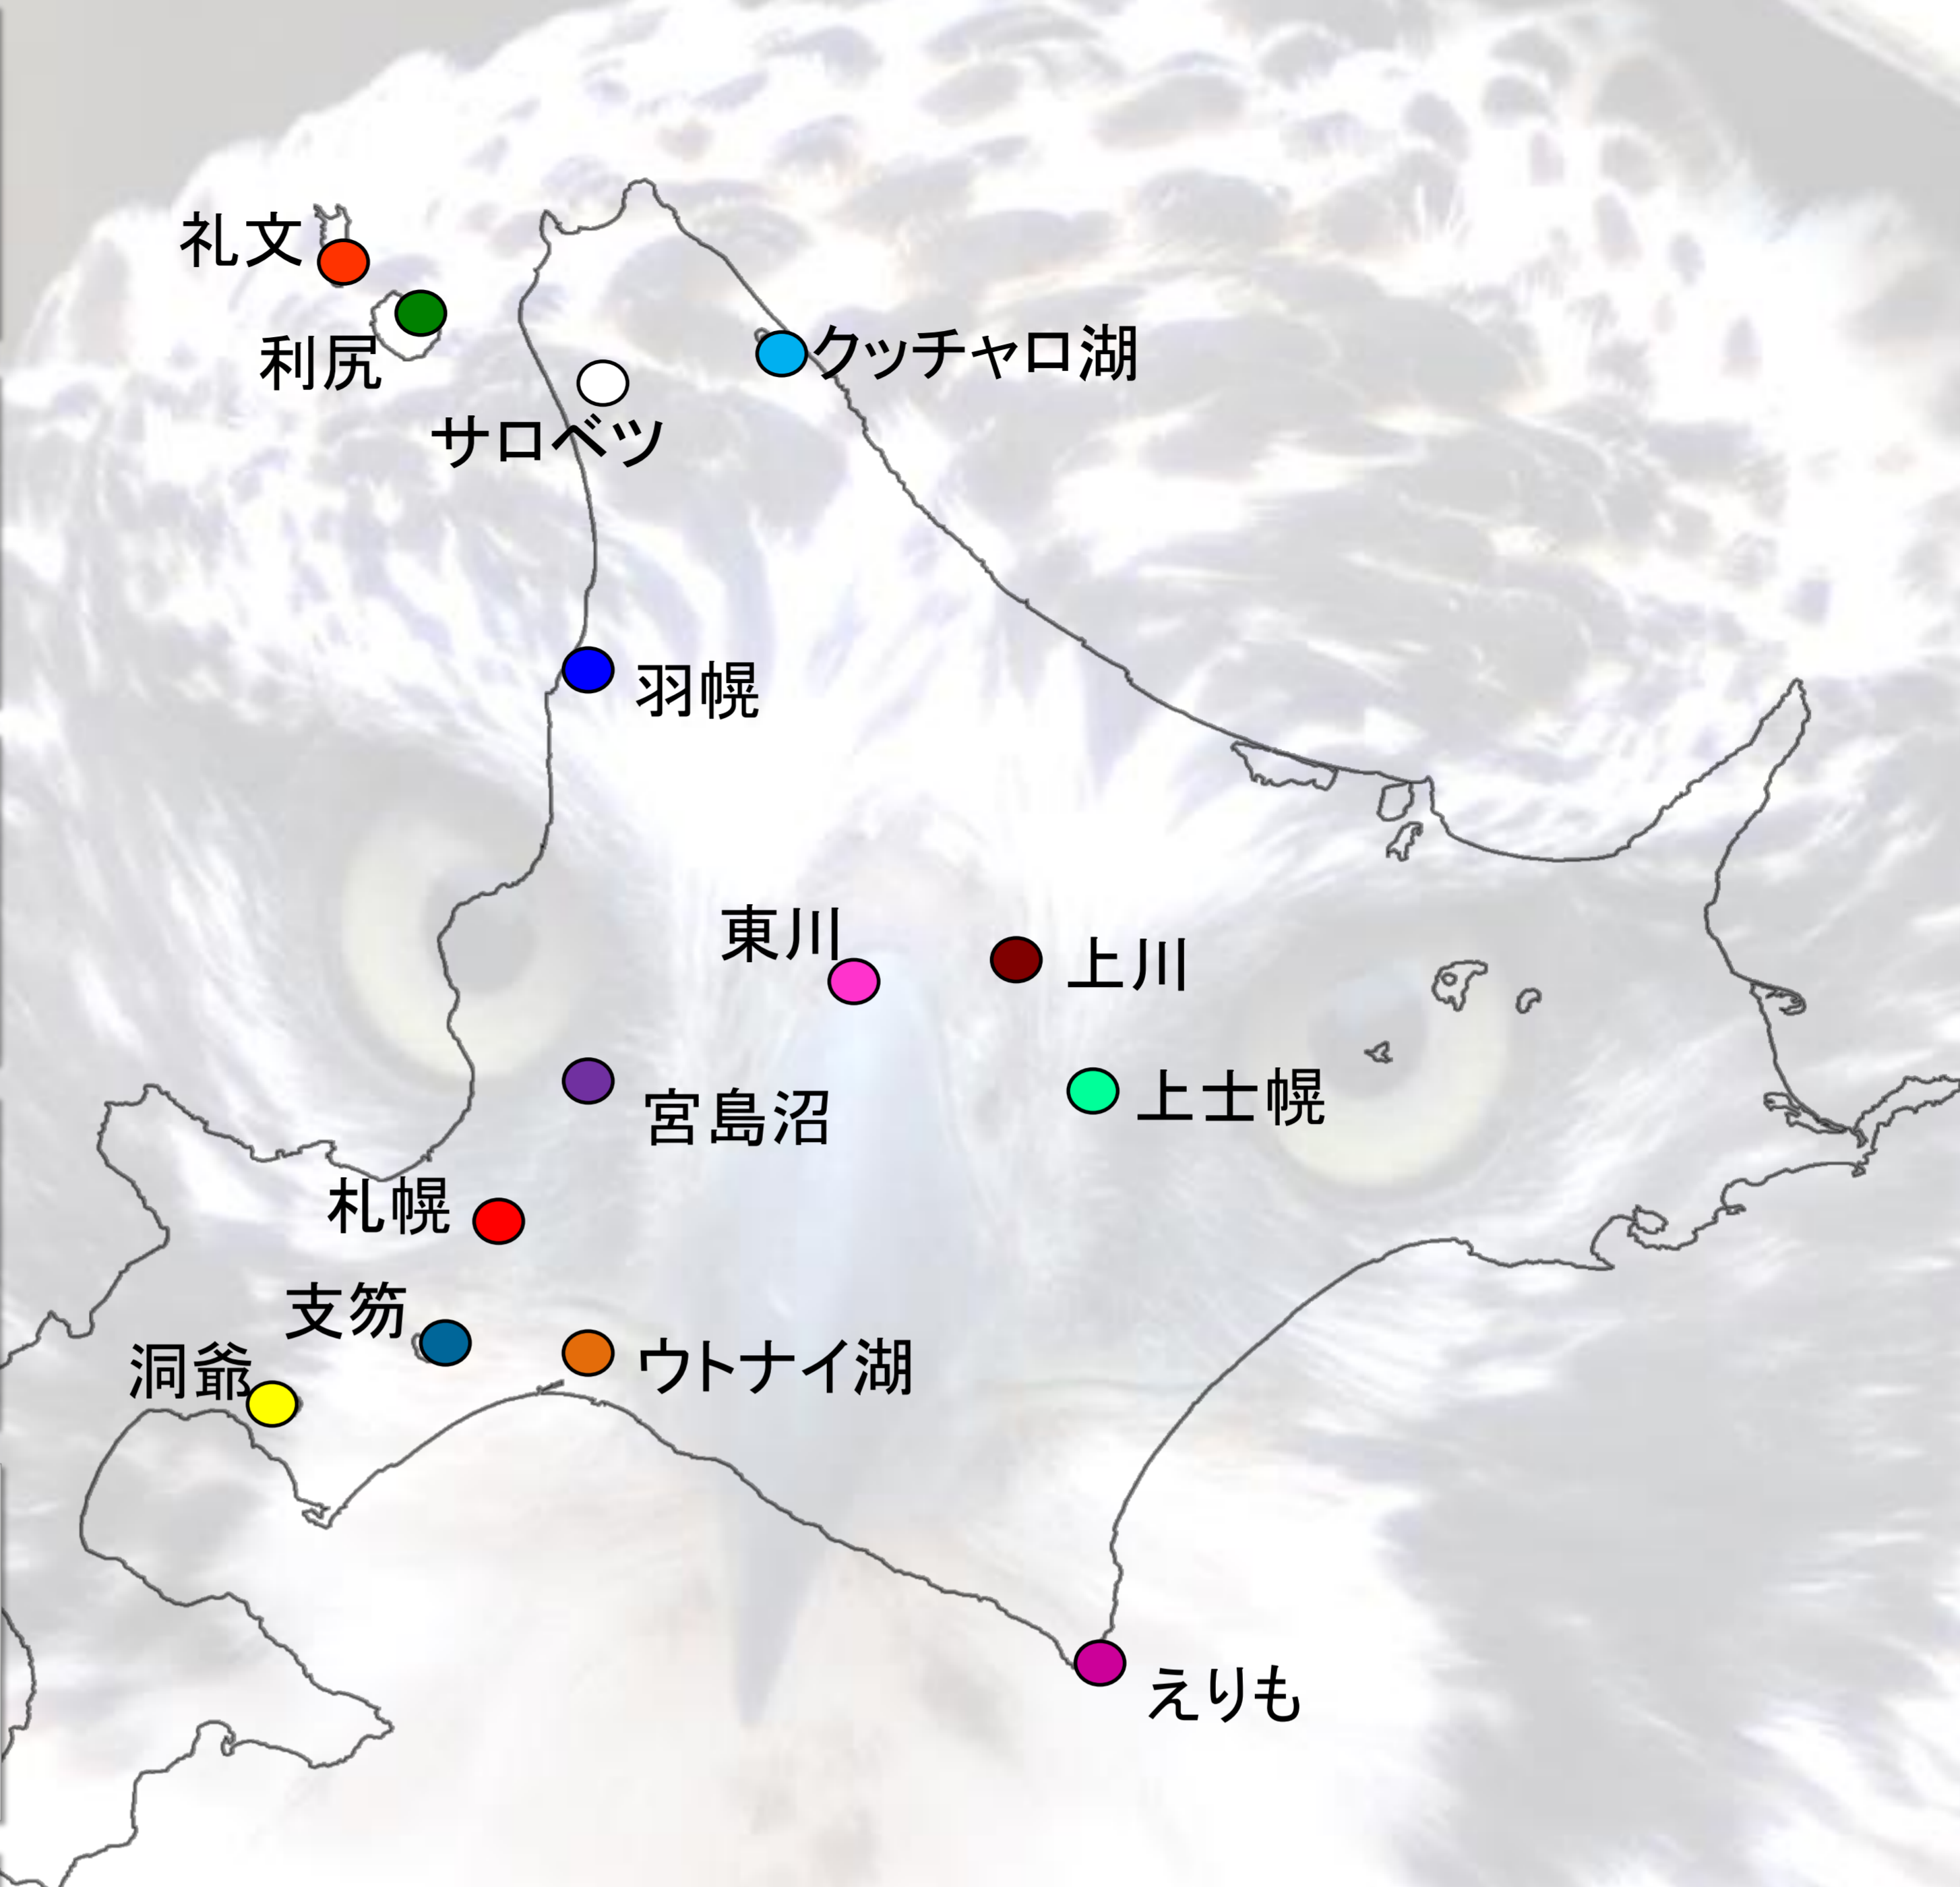 礼文
利尻
クッチャロ湖
サロベツ
羽幌
東川
上川
宮島沼
上士幌
札幌
支笏
洞爺
ウトナイ湖
えりも